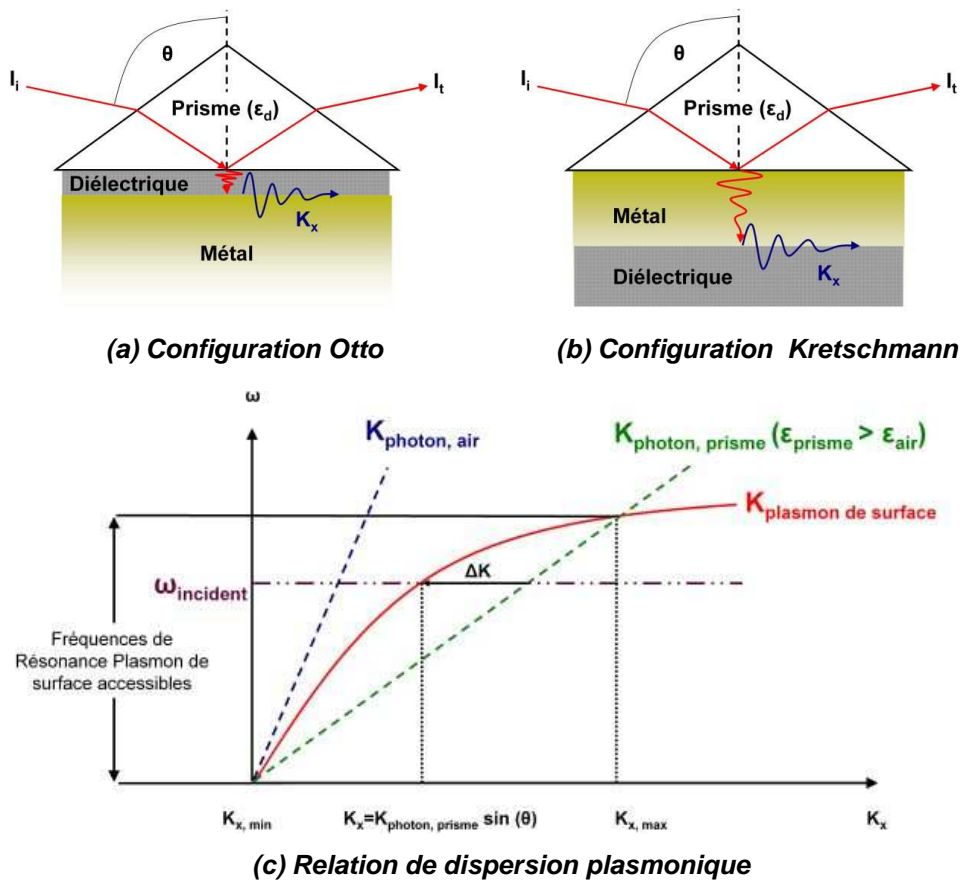 θ
I_i
I_t
Prisme (ε_d)
Diélectrique
K_x
Métal
(a) Configuration Otto
θ
I_i
I_t
Prisme (ε_d)
Métal
Diélectrique
K_x
(b) Configuration Kretschmann
ω
K_photon, air
K_photon, prisme (ε_prisme > ε_air)
K_plasmon de surface
ΔK
ω_incident
Fréquences de
Résonance Plasmon de
surface accessibles
K_x, min
K_x=K_photon, prisme sin (θ)
K_x, max
K_x
(c) Relation de dispersion plasmonique